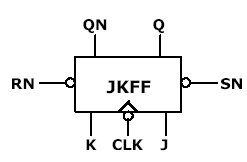 QN Q
RN JKFF SN
K CLK J